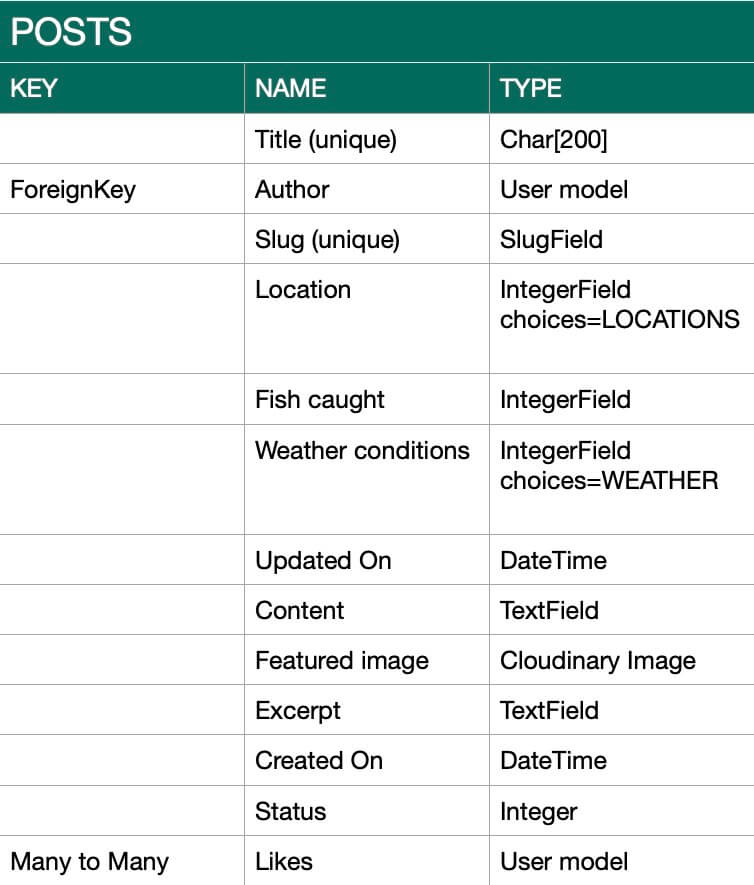 POSTS
KEY NAME TYPE
Title (unique) Char[200]
ForeignKey Author User model
Slug (unique) SlugField
Location IntegerField
choices=LOCATIONS
Fish caught IntegerField
Weather conditions IntegerField
choices=WEATHER
Updated On DateTime
Content TextField
Featured image Cloudinary Image
Excerpt TextField
Created On DateTime
Status Integer
Many to Many Likes User model